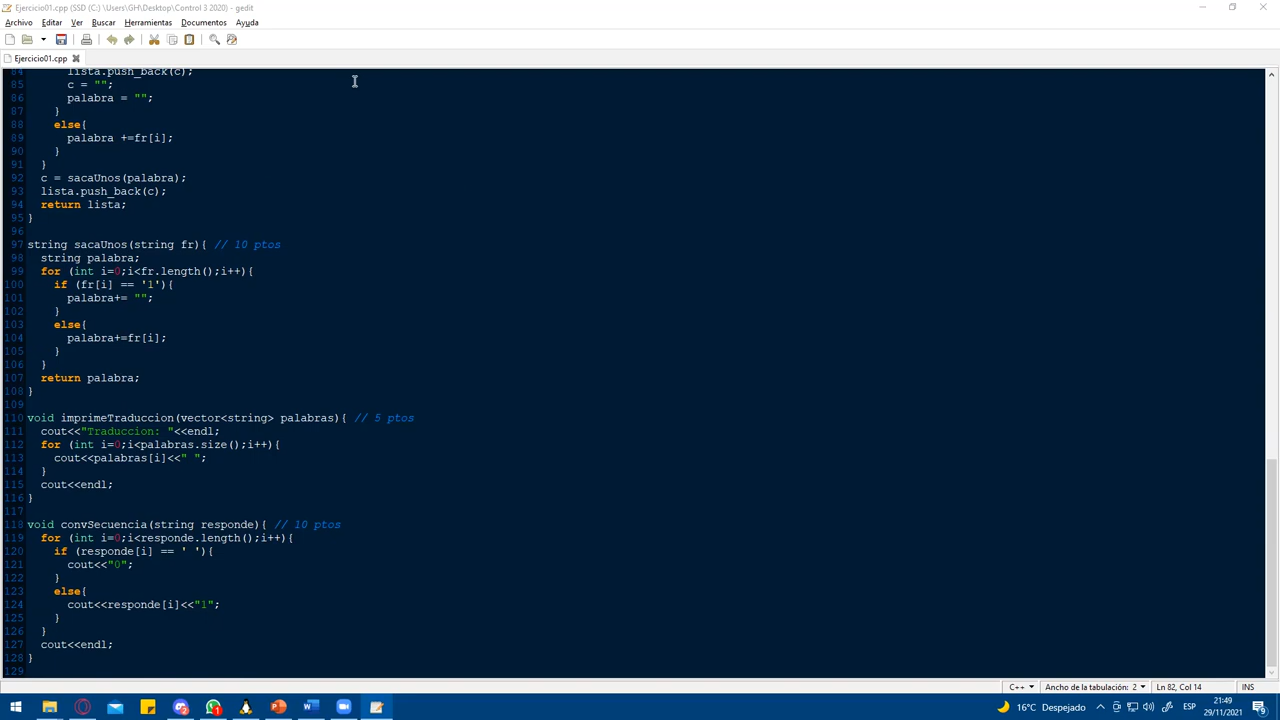 Ejercicio01.cpp (SSD (C:) \Users\GH\Desktop\Control 3 2020) - gedit
Archivo Editar Ver Buscar Herramientas Documentos Ayuda
Ejercicio01.cpp
84 lista.push_back(c);
85 c = "";
86 palabra = "";
87 }
88 else{
89 palabra +=fr[i];
90 }
91 }
92 c = sacaUnos(palabra);
93 lista.push_back(c);
94 return lista;
95 }
96
97 string sacaUnos(string fr){ // 10 ptos
98 string palabra;
99 for (int i=0;i<fr.length();i++){
100 if (fr[i] == '1'){
101 palabra+= "";
102 }
103 else{
104 palabra+=fr[i];
105 }
106 }
107 return palabra;
108 }
109
110 void imprimeTraduccion(vector<string> palabras){ // 5 ptos
111 cout<<"Traduccion: "<<endl;
112 for (int i=0;i<palabras.size();i++){
113 cout<<palabras[i]<<" ";
114 }
115 cout<<endl;
116 }
117
118 void convSecuencia(string responde){ // 10 ptos
119 for (int i=0;i<responde.length();i++){
120 if (responde[i] == ' '){
121 cout<<"0";
122 }
123 else{
124 cout<<responde[i]<<"1";
125 }
126 }
127 cout<<endl;
128 }
129
C++ Ancho de la tabulación: 2 Ln 82, Col 14 INS
16°C Despejado ESP 21:49
29/11/2021